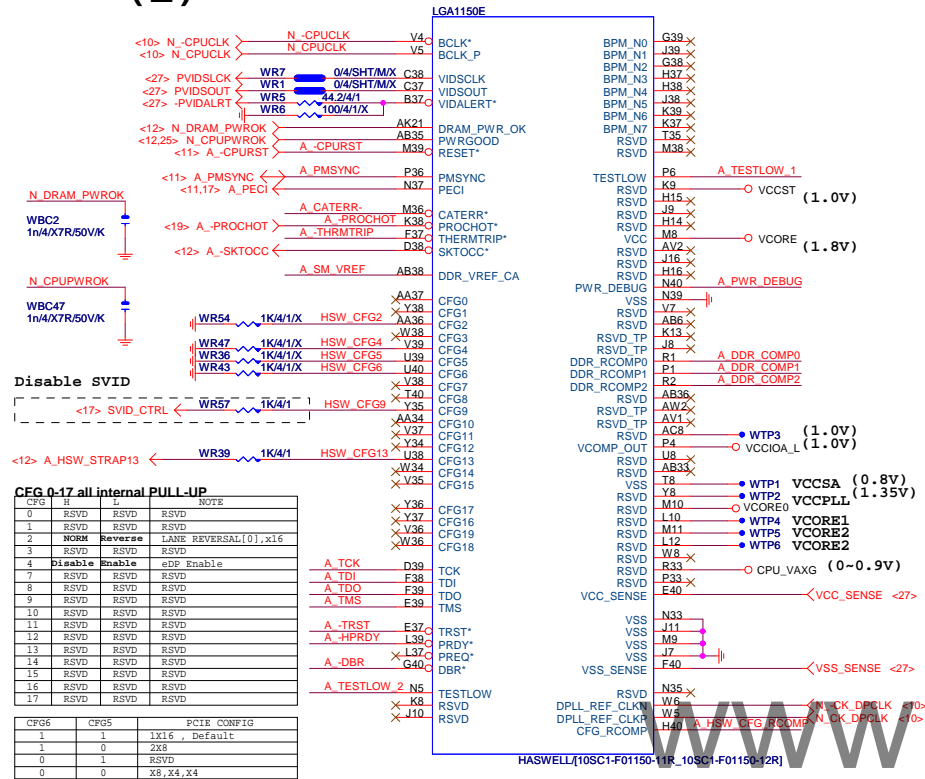 LGA1150E
<10> N_-CPUCLK N_-CPUCLK V4 BCLK*
<10> N_CPUCLK N_CPUCLK V5 BCLK_P
<27> PVIDSLCK WR7 0/4/SHT/M/X C38 VIDSCLK
<27> PVIDSOUT WR1 0/4/SHT/M/X C37 VIDSOUT
<27> -PVIDALRT WR5 44.2/4/1 B37 VIDALERT*
WR6 100/4/1/X
<12> N_DRAM_PWROK AK21 DRAM_PWR_OK
<12,25> N_CPUPWROK AB35 PWRGOOD
<11> A_-CPURST A_-CPURST M39 RESET*
<11> A_PMSYNC A_PMSYNC P36 PMSYNC
<11,17> A_PECI N37 PECI
A_CATERR- M36 CATERR*
<19> A_-PROCHOT A_-PROCHOT K38 PROCHOT*
A_-THRMTRIP F37 THERMTRIP*
<12> A_-SKTOCC D38 SKTOCC*
A_SM_VREF AB38 DDR_VREF_CA
N_DRAM_PWROK
WBC2
1n/4/X7R/50V/K
N_CPUPWROK
WBC47
1n/4/X7R/50V/K
AA37 CFG0
Y38 CFG1
WR54 1K/4/1/X HSW_CFG2 AA36 CFG2
W38 CFG3
WR47 1K/4/1/X HSW_CFG4 V39 CFG4
WR36 1K/4/1/X HSW_CFG5 U39 CFG5
WR43 1K/4/1/X HSW_CFG6 U40 CFG6
V38 CFG7
T40 CFG8
Disable SVID
<17> SVID_CTRL WR57 1K/4/1 HSW_CFG9 Y35 CFG9
AA34 CFG10
V37 CFG11
Y34 CFG12
<12> A_HSW_STRAP13 WR39 1K/4/1 HSW_CFG13 U38 CFG13
W34 CFG14
V35 CFG15
Y36 CFG17
Y37 CFG16
V36 CFG19
W36 CFG18
A_TCK D39 TCK
A_TDI F38 TDI
A_TDO F39 TDO
A_TMS E39 TMS
A_-TRST E37 TRST*
A_-HPRDY L39 PRDY*
L37 PREQ*
A_-DBR G40 DBR*
A_TESTLOW_2 N5 TESTLOW
K8 RSVD
J10 RSVD
BPM_N0 G39
BPM_N1 J39
BPM_N2 G38
BPM_N3 H37
BPM_N4 H38
BPM_N5 J38
BPM_N6 K39
BPM_N7 K37
RSVD T35
RSVD M38
TESTLOW P6 A_TESTLOW_1
RSVD K9 VCCST (1.0V)
RSVD H15
RSVD J9
RSVD H14
VCC M8 VCORE (1.8V)
RSVD AV2
RSVD J16
RSVD H16
PWR_DEBUG N40 A_PWR_DEBUG
VSS N39
RSVD V7
RSVD AB6
RSVD_TP K13
RSVD_TP J8
DDR_RCOMP0 R1 A_DDR_COMP0
DDR_RCOMP1 P1 A_DDR_COMP1
DDR_RCOMP2 R2 A_DDR_COMP2
RSVD AB36
RSVD_TP AW2
RSVD_TP AV1
RSVD AC8 WTP3 (1.0V)
VCOMP_OUT P4 VCCIOA_L (1.0V)
RSVD U8
RSVD AB33
VSS T8 WTP1 VCCSA (0.8V)
RSVD Y8 WTP2 VCCPLL (1.35V)
RSVD M10 VCORE0
RSVD L10 WTP4 VCORE1
RSVD M11 WTP5 VCORE2
RSVD L12 WTP6 VCORE2
RSVD W8
RSVD R33 CPU_VAXG (0~0.9V)
RSVD P33
VCC_SENSE E40 VCC_SENSE <27>
VSS N33
VSS J11
VSS M9
VSS J7
VSS_SENSE F40 VSS_SENSE <27>
RSVD N35
DPLL_REF_CLKN W6 N_-CK_DPCLK <10>
DPLL_REF_CLKP W5 N_CK_DPCLK <10>
CFG_RCOMP H40 A_HSW_CFG_RCOMP
HASWELL/[10SC1-F01150-11R_10SC1-F01150-12R]
CFG 0-17 all internal PULL-UP
CFG H L NOTE
0 RSVD RSVD RSVD
1 RSVD RSVD RSVD
2 NORM Reverse LANE REVERSAL[0],x16
3 RSVD RSVD RSVD
4 Disable Enable eDP Enable
7 RSVD RSVD RSVD
8 RSVD RSVD RSVD
9 RSVD RSVD RSVD
10 RSVD RSVD RSVD
11 RSVD RSVD RSVD
12 RSVD RSVD RSVD
13 RSVD RSVD RSVD
14 RSVD RSVD RSVD
15 RSVD RSVD RSVD
16 RSVD RSVD RSVD
17 RSVD RSVD RSVD
CFG6 CFG5 PCIE CONFIG
1 1 1X16 , Default
1 0 2X8
0 1 RSVD
0 0 X8,X4,X4
www